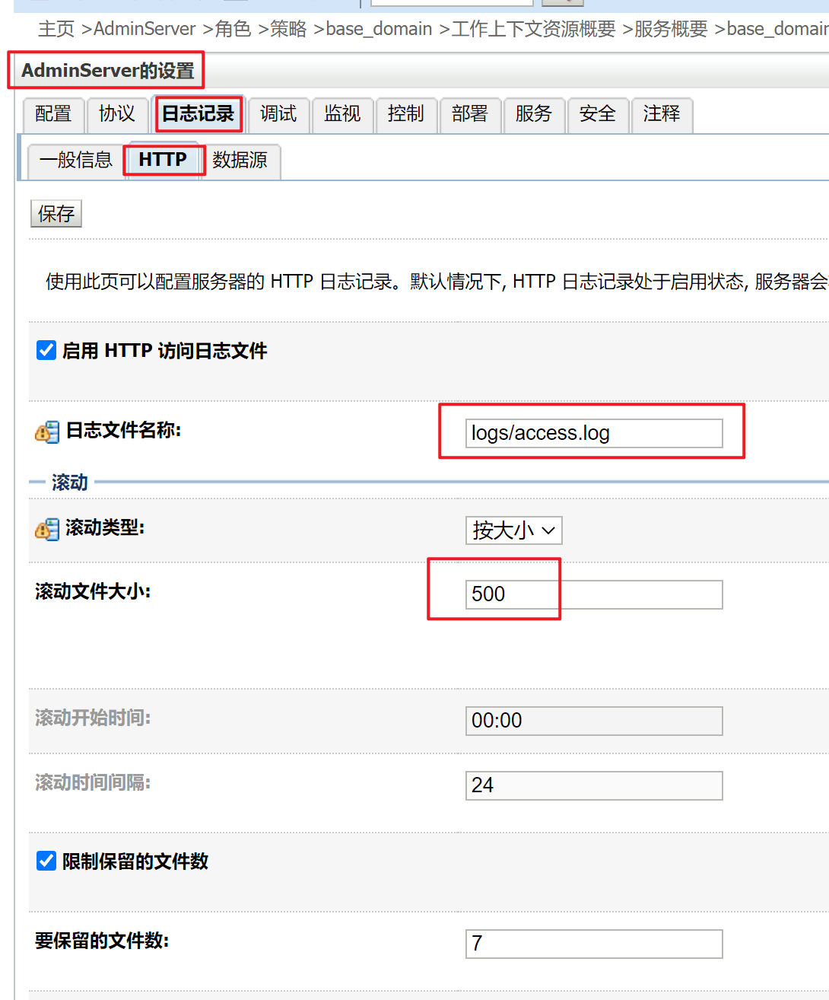 主页 >AdminServer >角色 >策略 >base_domain >工作上下文资源概要 >服务概要 >base_domain
AdminServer的设置
配置 协议 日志记录 调试 监视 控制 部署 服务 安全 注释
一般信息 HTTP 数据源
保存
使用此页可以配置服务器的 HTTP 日志记录。默认情况下, HTTP 日志记录处于启用状态, 服务器会
启用 HTTP 访问日志文件
日志文件名称: logs/access.log
滚动
滚动类型: 按大小
滚动文件大小: 500
滚动开始时间: 00:00
滚动时间间隔: 24
限制保留的文件数
要保留的文件数: 7